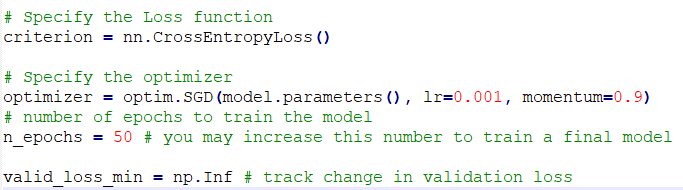 # Specify the Loss function
criterion = nn.CrossEntropyLoss()
# Specify the optimizer
optimizer = optim.SGD(model.parameters(), lr=0.001, momentum=0.9)
# number of epochs to train the model
n_epochs = 50 # you may increase this number to train a final model
valid_loss_min = np.Inf # track change in validation loss